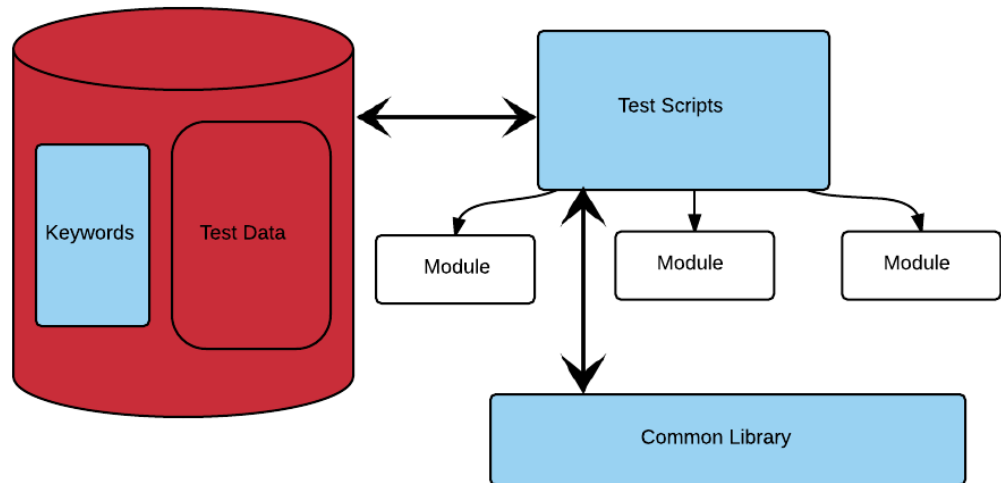 Test Scripts
Keywords
Test Data
Module
Module
Module
Common Library